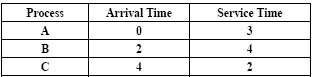 Process Arrival Time Service Time
A 0 3
B 2 4
C 4 2